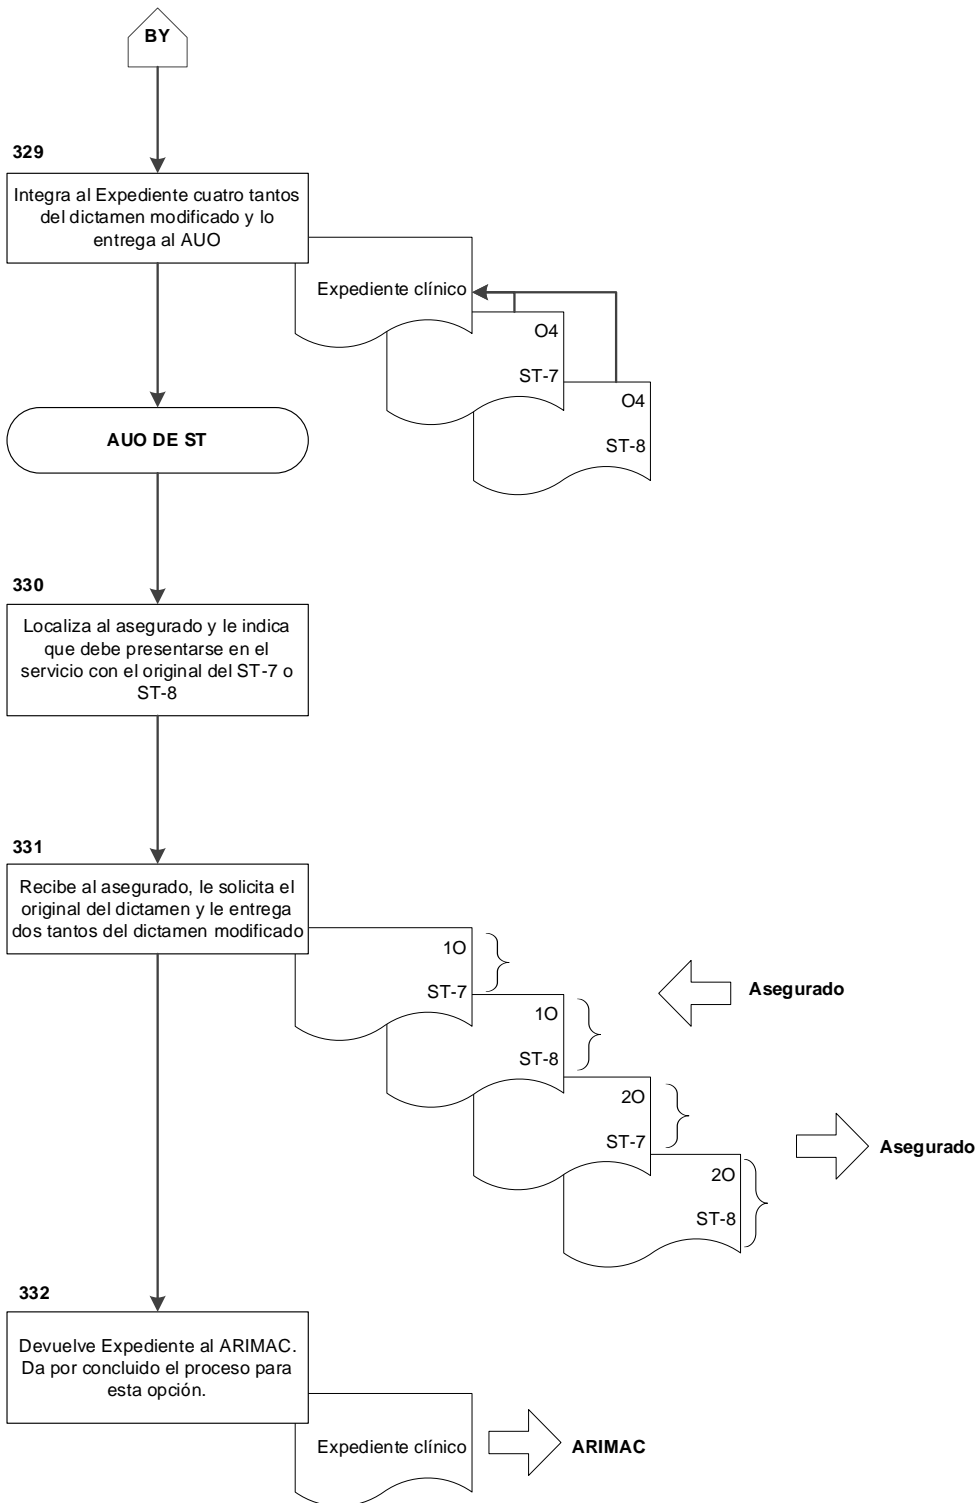 BY
329
Integra al Expediente cuatro tantos
del dictamen modificado y lo
entrega al AUO
Expediente clínico
O4
ST-7
O4
ST-8
AUO DE ST
330
Localiza al asegurado y le indica
que debe presentarse en el
servicio con el original del ST-7 o
ST-8
331
Recibe al asegurado, le solicita el
original del dictamen y le entrega
dos tantos del dictamen modificado
1O
ST-7
1O
ST-8
Asegurado
2O
ST-7
2O
ST-8
Asegurado
332
Devuelve Expediente al ARIMAC.
Da por concluido el proceso para
esta opción.
Expediente clínico
ARIMAC